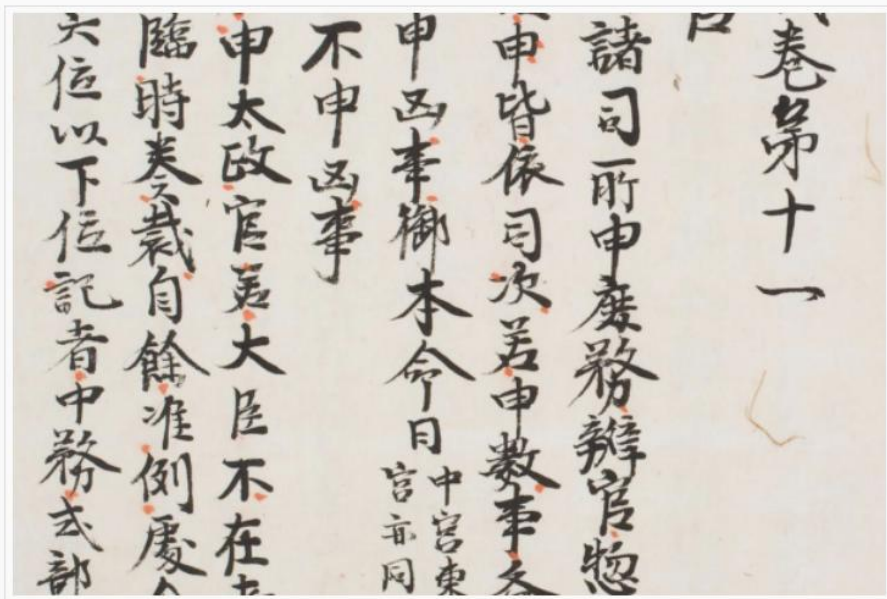 卷第十一
諸司所申庶務辨官惣
申皆依司次若申數事
申凶事御本命日
中宮東
宮亦同
不申凶事
申太政官若大臣不在
臨時奏裁自餘准例處
六位以下位記者中務式部